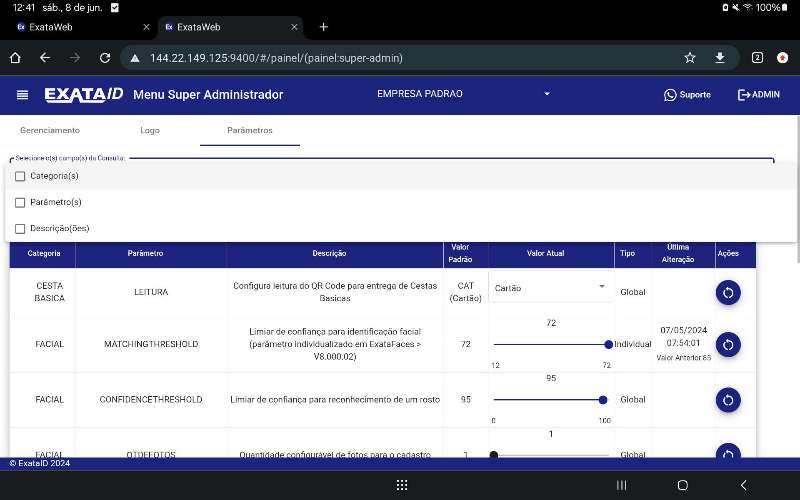 12:41 sáb., 8 de jun. 100%
ExataWeb
ExataWeb
144.22.149.125:9400/#/painel/(painel:super-admin)
2
EXATAID Menu Super Administrador EMPRESA PADRAO Suporte ADMIN
Gerenciamento Logo Parâmetros
Selecione o(s) campo(s) da Consulta:
Categoria(s)
Parâmetro(s)
Descrição(ões)
Categoria Parâmetro Descrição Valor Padrão Valor Atual Tipo Última Alteração Ações
CESTA BASICA LEITURA Configura leitura do QR Code para entrega de Cestas Basicas CAT (Cartão) Cartão Global
FACIAL MATCHINGTHRESHOLD Limiar de confiança para identificação facial (parâmetro individualizado em ExataFaces > V8.000.02) 72 72 12 72 Individual 07/05/2024 07:54:01 Valor Anterior:85
FACIAL CONFIDENCETHRESHOLD Limiar de confiança para reconhecimento de um rosto 95 95 0 100 Global
FACIAL QTDEFOTOS Quantidade configurável de fotos para o cadastro 1 1 Global
© ExataID 2024